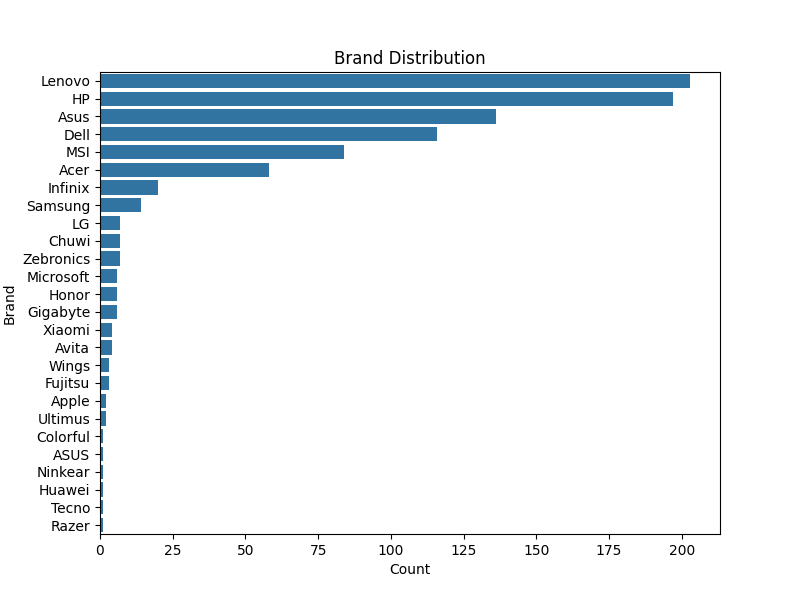 Brand Distribution
Lenovo
HP
Asus
Dell
MSI
Acer
Infinix
Samsung
LG
Chuwi
Zebronics
Microsoft
Honor
Gigabyte
Xiaomi
Avita
Wings
Fujitsu
Apple
Ultimus
Colorful
ASUS
Ninkear
Huawei
Tecno
Razer
Brand
0 25 50 75 100 125 150 175 200
Count